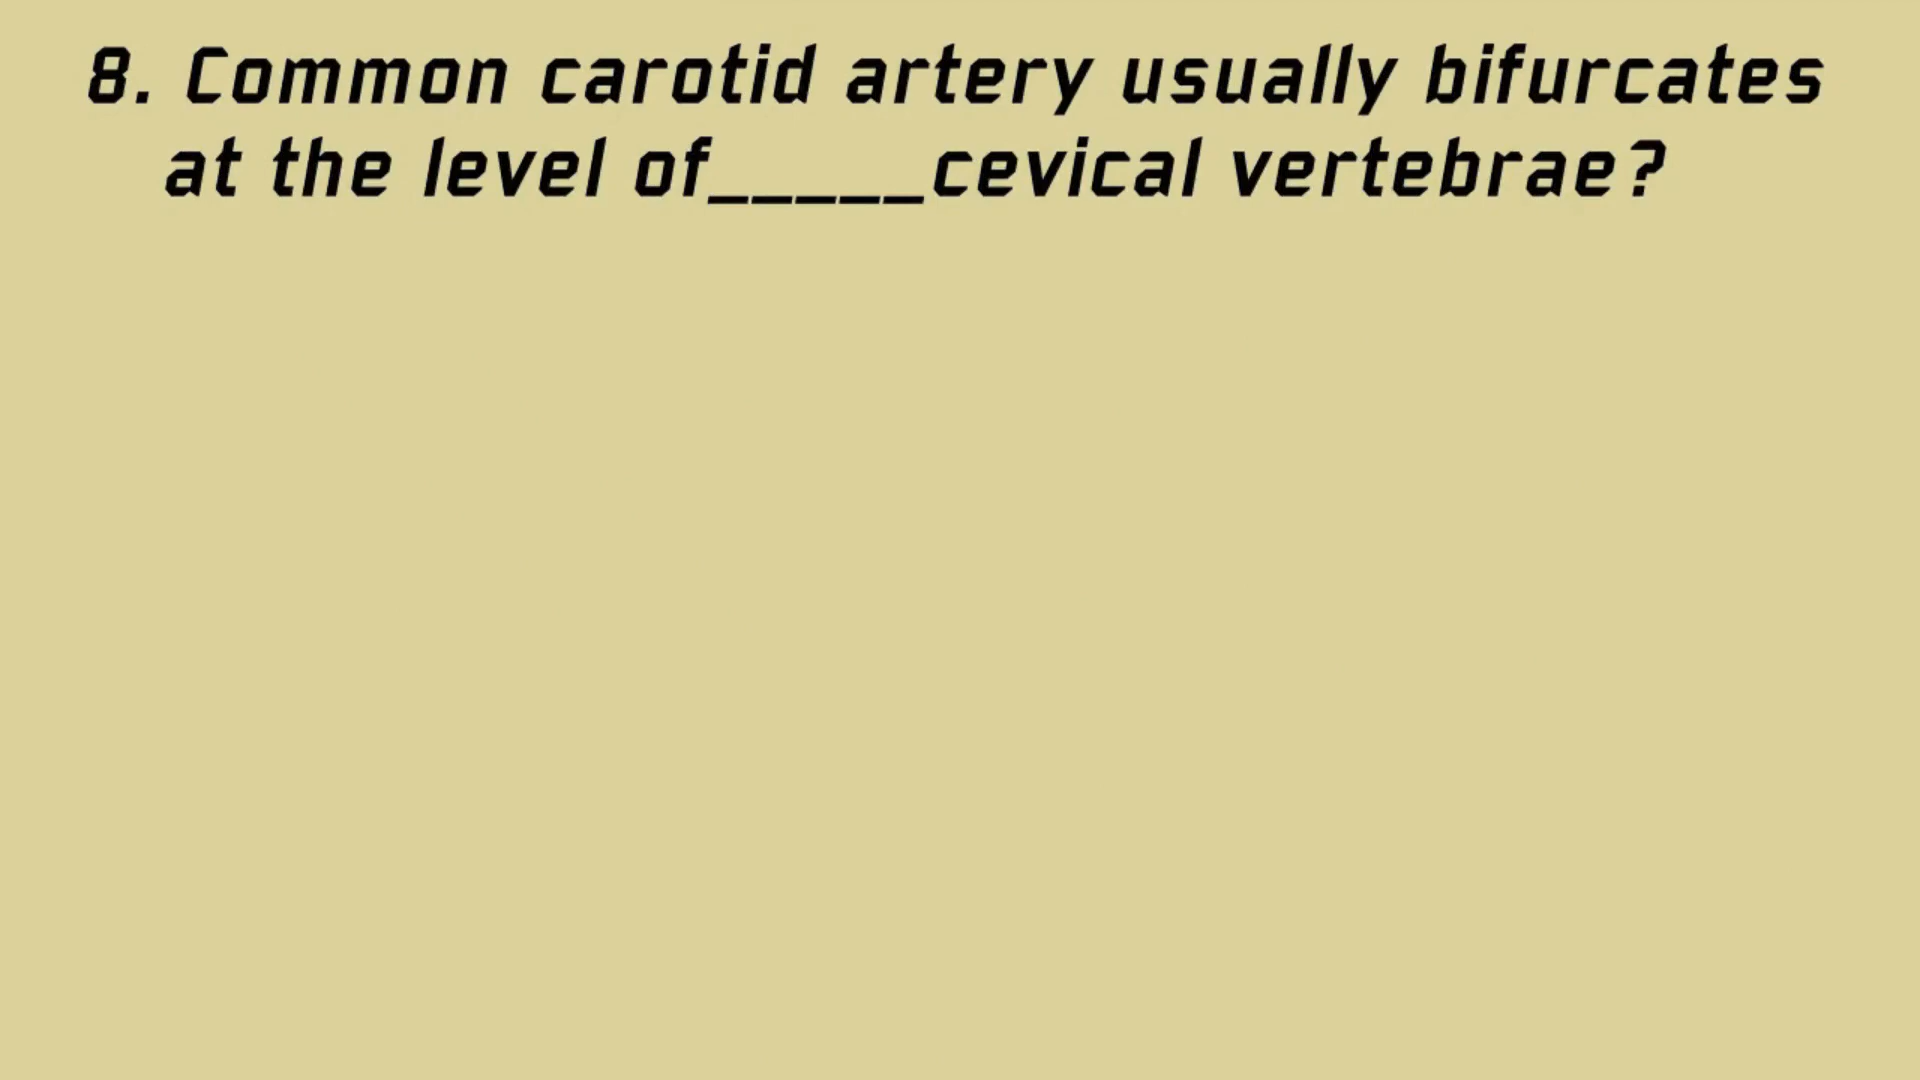 8. Common carotid artery usually bifurcates
at the level of_____cevical vertebrae?